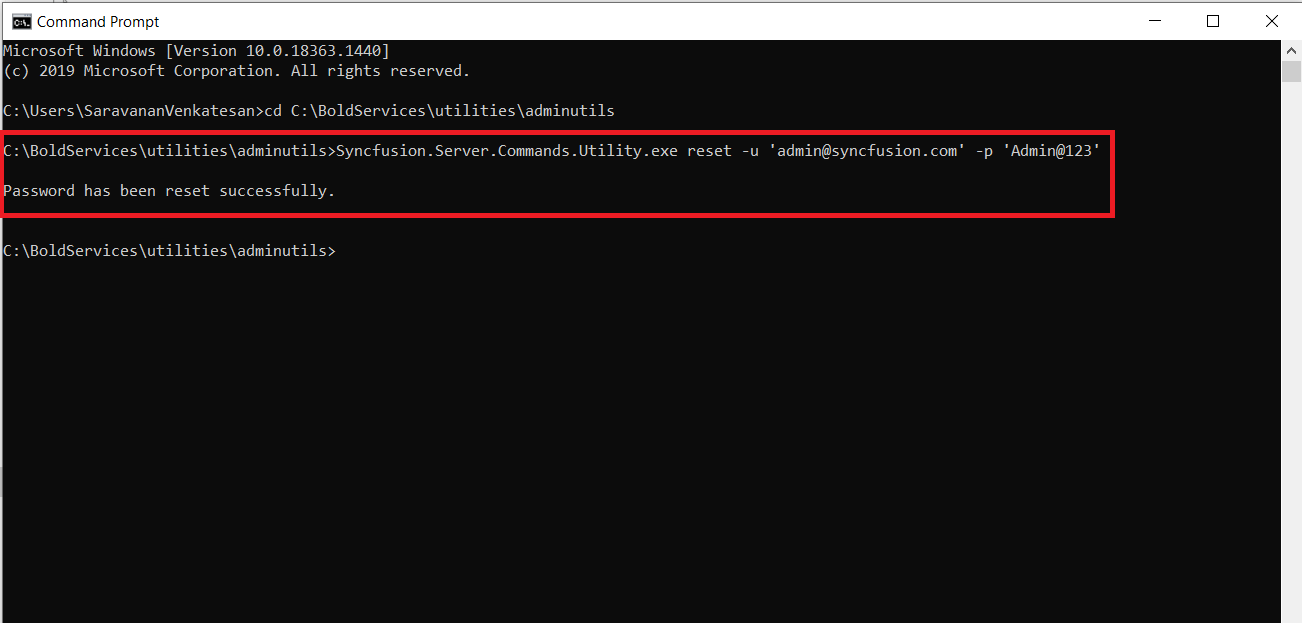 Command Prompt
Microsoft Windows [Version 10.0.18363.1440]
(c) 2019 Microsoft Corporation. All rights reserved.
C:\Users\SaravananVenkatesan>cd C:\BoldServices\utilities\adminutils
C:\BoldServices\utilities\adminutils>Syncfusion.Server.Commands.Utility.exe reset -u 'admin@syncfusion.com' -p 'Admin@123'
Password has been reset successfully.
C:\BoldServices\utilities\adminutils>